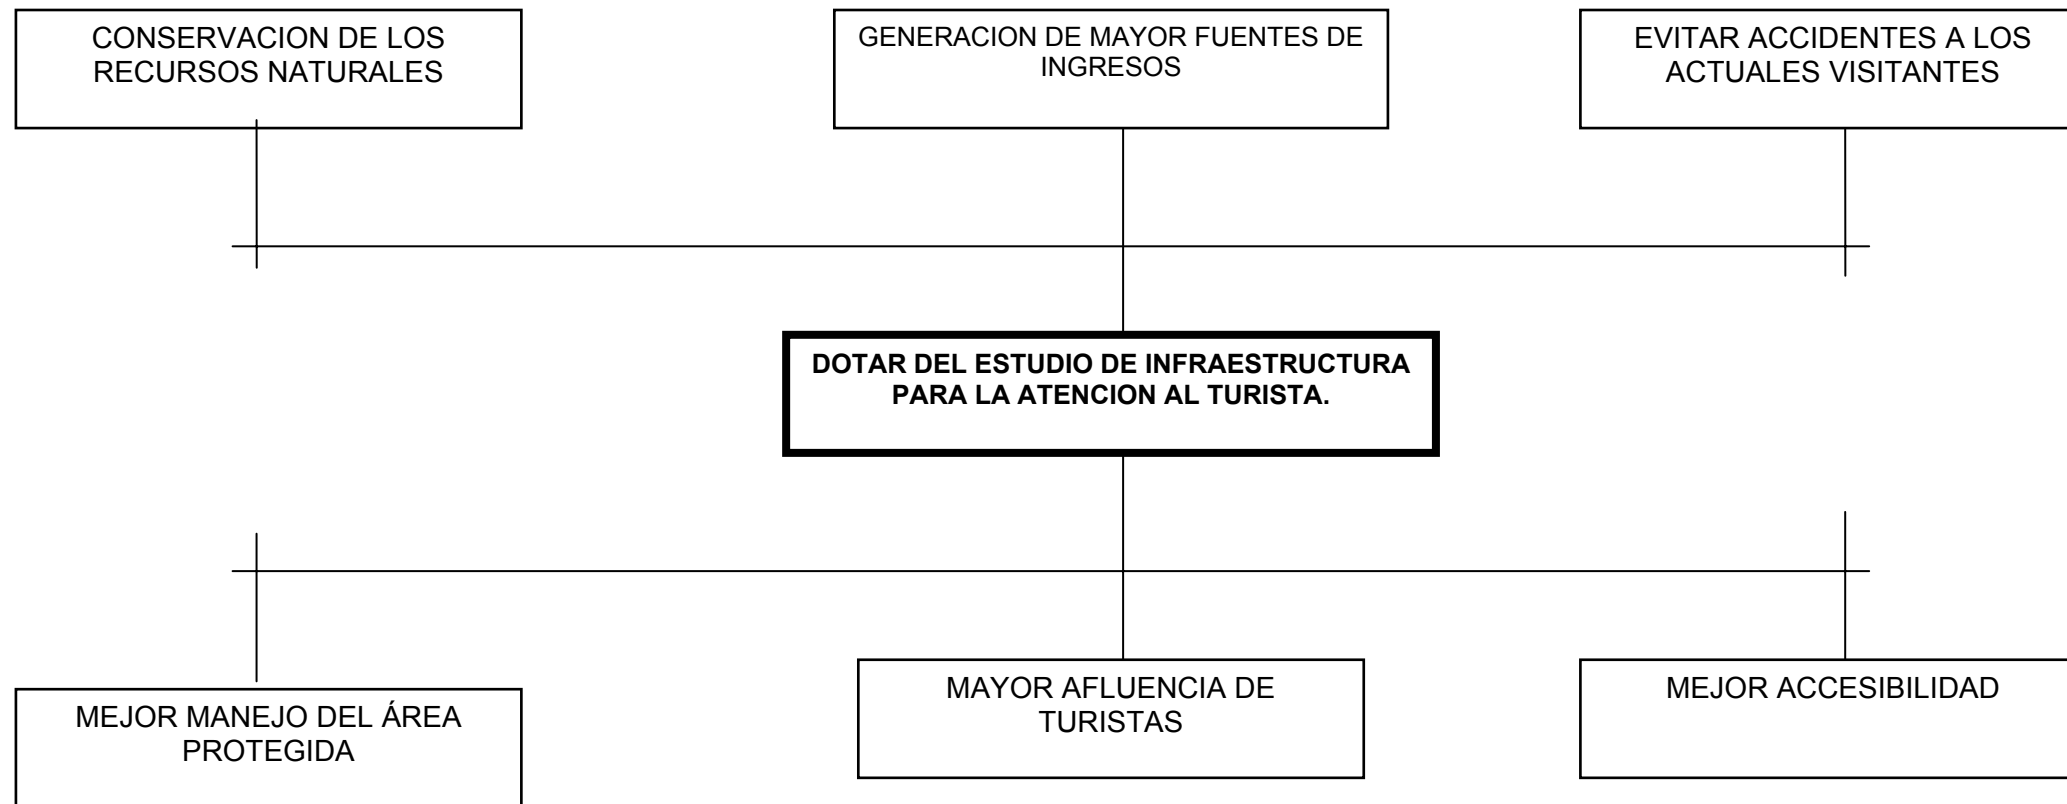 CONSERVACION DE LOS
RECURSOS NATURALES
GENERACION DE MAYOR FUENTES DE
INGRESOS
EVITAR ACCIDENTES A LOS
ACTUALES VISITANTES
DOTAR DEL ESTUDIO DE INFRAESTRUCTURA
PARA LA ATENCION AL TURISTA.
MEJOR MANEJO DEL ÁREA
PROTEGIDA
MAYOR AFLUENCIA DE
TURISTAS
MEJOR ACCESIBILIDAD